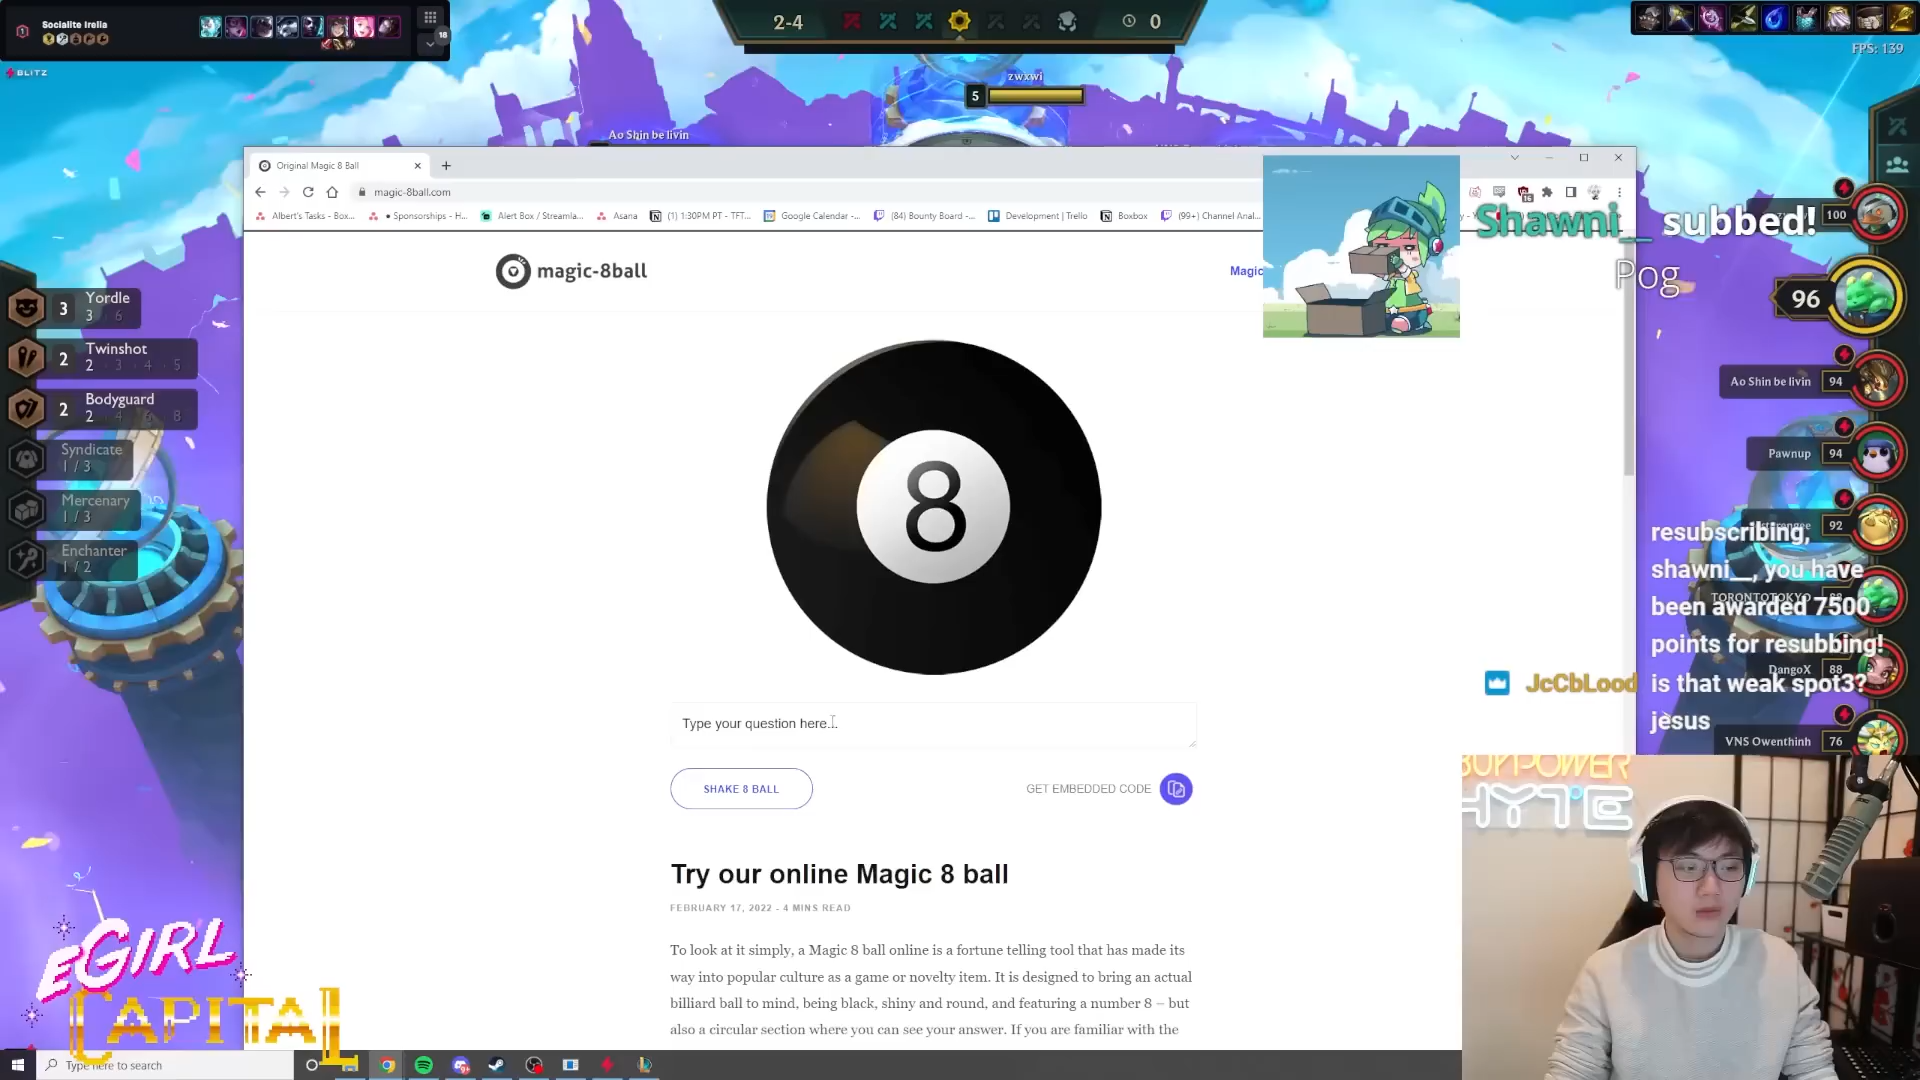 Socialite Irelia
18
BLITZ
2-4
0
FPS: 139
zwxwi
5
Ao Shin be livin
Original Magic 8 Ball
magic-8ball.com
Albert's Tasks - Box...
Sponsorships - H...
Alert Box / Streamla...
Asana
(1) 1:30PM PT - TFT...
Google Calendar -...
(84) Bounty Board -...
Development | Trello
Boxbox
(99+) Channel Anal...
magic-8ball
Magic
Shawni__ subbed!
Pog
100
96
Ao Shin be livin 94
Pawnup 94
92
TORONTOTOKYO
DangoX 88
VNS Owenthinh 76
resubscribing,
shawni__, you have
been awarded 7500
points for resubbing!
JcCbLood is that weak spot3?
jesus
3 Yordle
3 6
2 Twinshot
2 3 4 5
2 Bodyguard
2 4 6 8
Syndicate
1 / 3
Mercenary
1 / 3
Enchanter
1 / 2
8
Type your question here...
SHAKE 8 BALL
GET EMBEDDED CODE
Try our online Magic 8 ball
FEBRUARY 17, 2022 - 4 MINS READ
To look at it simply, a Magic 8 ball online is a fortune telling tool that has made its
way into popular culture as a game or novelty item. It is designed to bring an actual
billiard ball to mind, being black, shiny and round, and featuring a number 8 – but
also a circular section where you can see your answer. If you are familiar with the
EGIRL
CAPITAL
Type here to search
HYTE